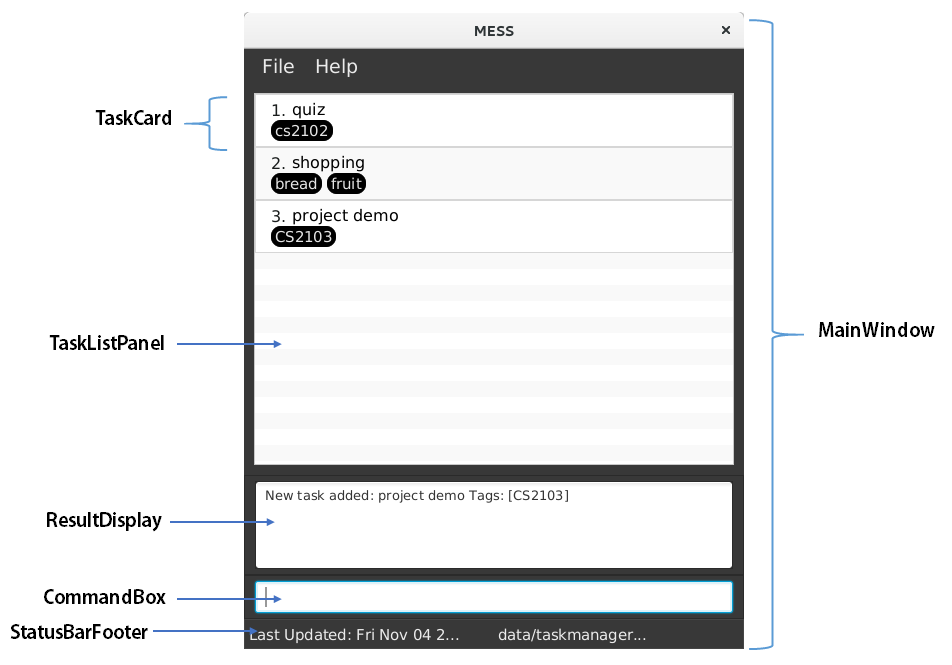 MESS
File Help
TaskCard
1. quiz
cs2102
2. shopping
bread fruit
3. project demo
CS2103
TaskListPanel
MainWindow
New task added: project demo Tags: [CS2103]
ResultDisplay
CommandBox
StatusBarFooter
Last Updated: Fri Nov 04 2... data/taskmanager...